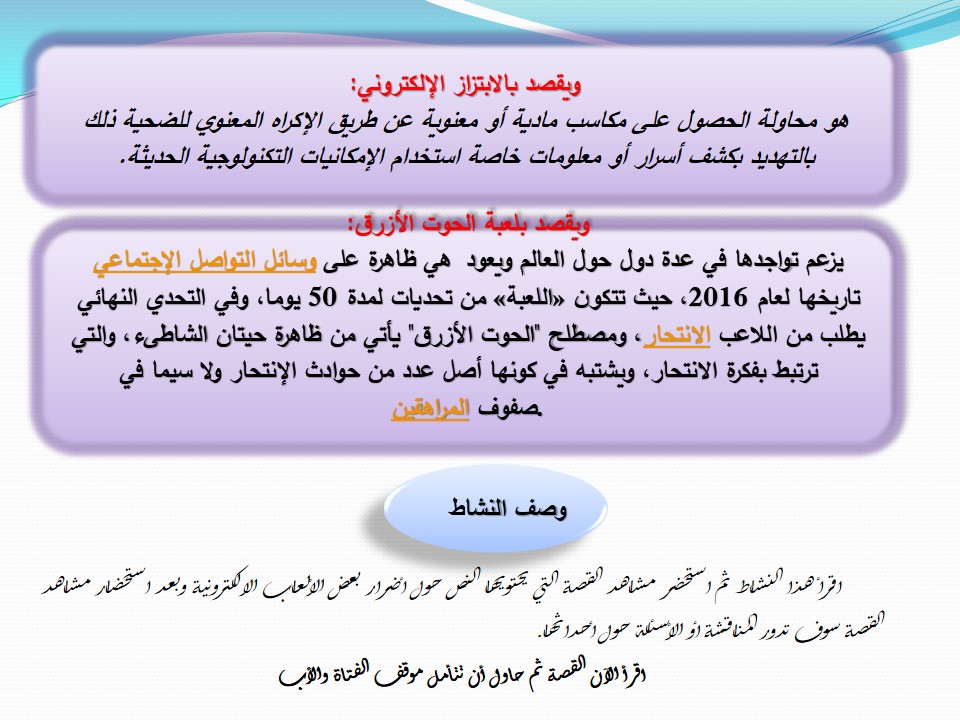 ويقصد بالابتزاز الإلكتروني:
هو محاولة الحصول على مكاسب مادية أو معنوية عن طريق الإكراه المعنوي للضحية ذلك
بالتهديد بكشف أسرار أو معلومات خاصة استخدام الإمكانيات التكنولوجية الحديثة.
ويقصد بلعبة الحوت الأزرق:
يزعم تواجدها في عدة دول حول العالم ويعود هي ظاهرة على وسائل التواصل الإجتماعي
تاريخها لعام 2016، حيث تتكون «اللعبة» من تحديات لمدة 50 يوما، وفي التحدي النهائي
يطلب من اللاعب الانتحار، ومصطلح "الحوت الأزرق" يأتي من ظاهرة حيتان الشاطىء، والتي
ترتبط بفكرة الانتحار، ويشتبه في كونها أصل عدد من حوادث الإنتحار ولا سيما في
صفوف المراهقين.
وصف النشاط
اقرأ هذا النشاط ثم استحضر مشاهد القصة التي يحتويها النص حول أضرار بعض الألعاب الالكترونية وبعد استحضار مشاهد
القصة سوف تدور المناقشة أو الأسئلة حول أحداثها.
اقرأ الآن القصة ثم حاول أن تتأمل موقف الفتاة والأب